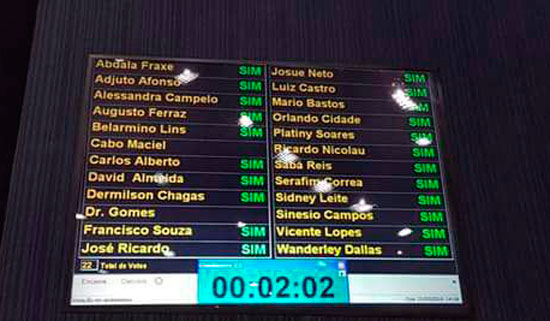 Abdala Fraxe SIM
Adjuto Afonso SIM
Alessandra Campelo SIM
Augusto Ferraz SIM
Belarmino Lins SIM
Cabo Maciel
Carlos Alberto SIM
David Almeida SIM
Dermilson Chagas SIM
Dr. Gomes
Francisco Souza SIM
José Ricardo SIM
Josue Neto SIM
Luiz Castro SIM
Mario Bastos SIM
Orlando Cidade SIM
Platiny Soares SIM
Ricardo Nicolau SIM
Saba Reis SIM
Serafim Correa SIM
Sidney Leite SIM
Sinesio Campos SIM
Vicente Lopes SIM
Wanderley Dallas SIM
22 Total de Votos
00:02:02